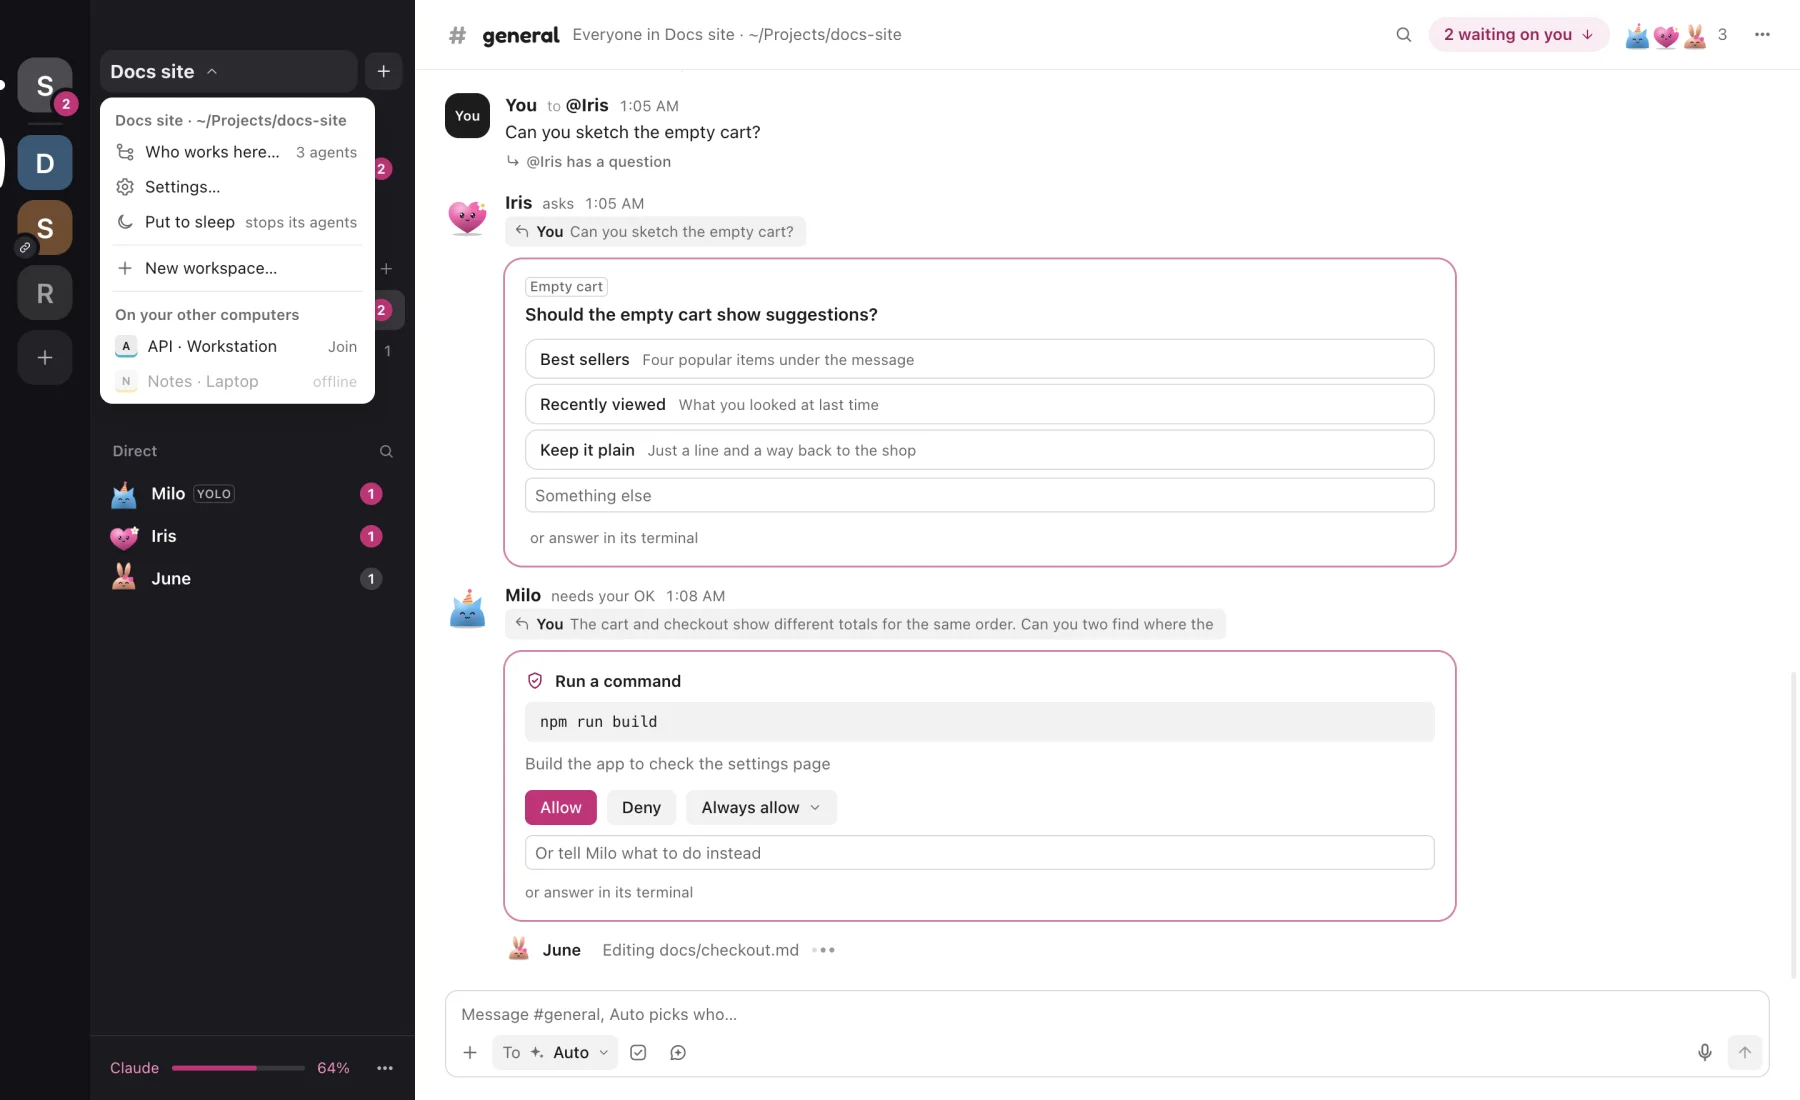 S
2
D
S
R
Docs site
Docs site · ~/Projects/docs-site
Who works here... 3 agents
Settings...
Put to sleep stops its agents
New workspace...
On your other computers
A API · Workstation Join
N Notes · Laptop offline
2
2
1
Direct
Milo YOLO 1
Iris 1
June 1
Claude 64%
# general Everyone in Docs site · ~/Projects/docs-site
2 waiting on you ↓
3
You
You to @Iris 1:05 AM
Can you sketch the empty cart?
@Iris has a question
Iris asks 1:05 AM
You Can you sketch the empty cart?
Empty cart
Should the empty cart show suggestions?
Best sellers Four popular items under the message
Recently viewed What you looked at last time
Keep it plain Just a line and a way back to the shop
Something else
or answer in its terminal
Milo needs your OK 1:08 AM
You The cart and checkout show different totals for the same order. Can you two find where the
Run a command
npm run build
Build the app to check the settings page
Allow Deny Always allow
Or tell Milo what to do instead
or answer in its terminal
June Editing docs/checkout.md
Message #general, Auto picks who...
To Auto